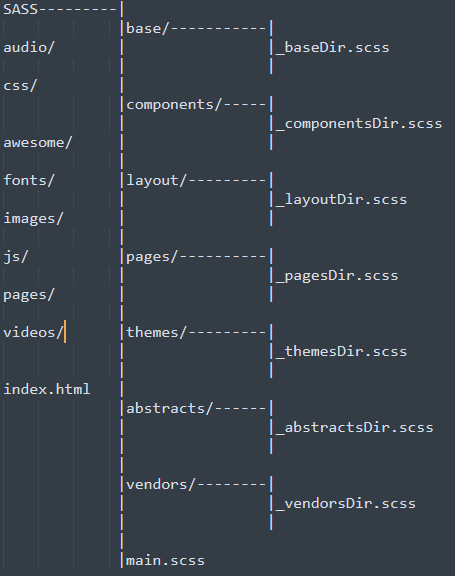 SASS---------|
             |base/-----------|
audio/       |                |_baseDir.scss
             |                |
css/         |
             |components/-----|
             |                |_componentsDir.scss
awesome/     |                |
             |
fonts/       |layout/---------|
             |                |_layoutDir.scss
images/      |                |
             |
js/          |pages/----------|
             |                |_pagesDir.scss
pages/       |                |
             |
videos/      |themes/---------|
             |                |_themesDir.scss
             |                |
index.html   |
             |abstracts/------|
             |                |_abstractsDir.scss
             |                |
             |
             |vendors/--------|
             |                |_vendorsDir.scss
             |                |
             |
             |main.scss